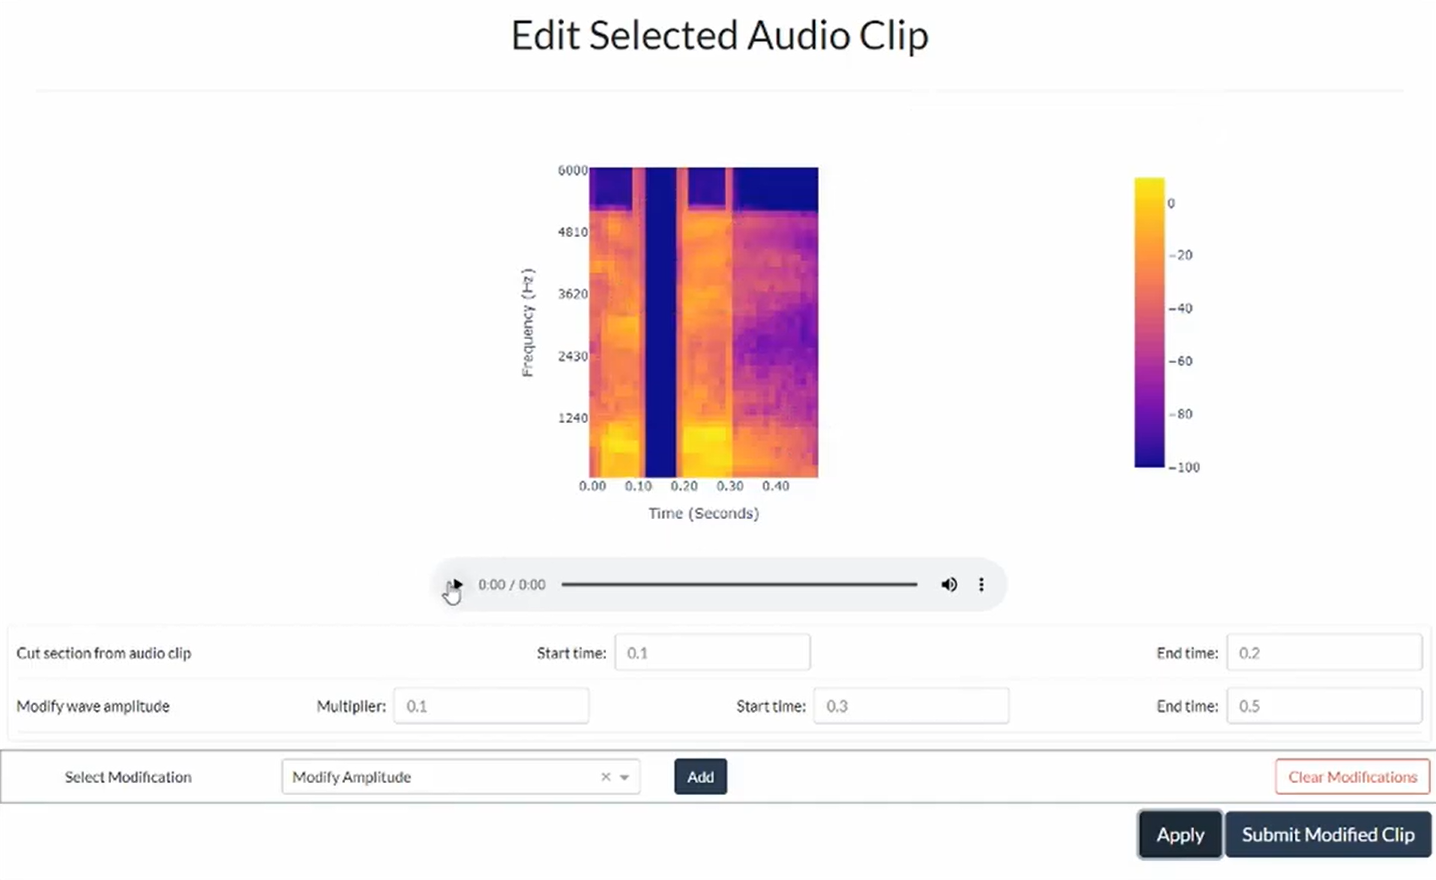 Edit Selected Audio Clip
6000
4810
3620
2430
1240
Frequency (Hz)
0.00 0.10 0.20 0.30 0.40
Time (Seconds)
0
−20
−40
−60
−80
−100
0:00 / 0:00
Cut section from audio clip Start time: 0.1 End time: 0.2
Modify wave amplitude Multiplier: 0.1 Start time: 0.3 End time: 0.5
Select Modification Modify Amplitude × Add Clear Modifications
Apply Submit Modified Clip